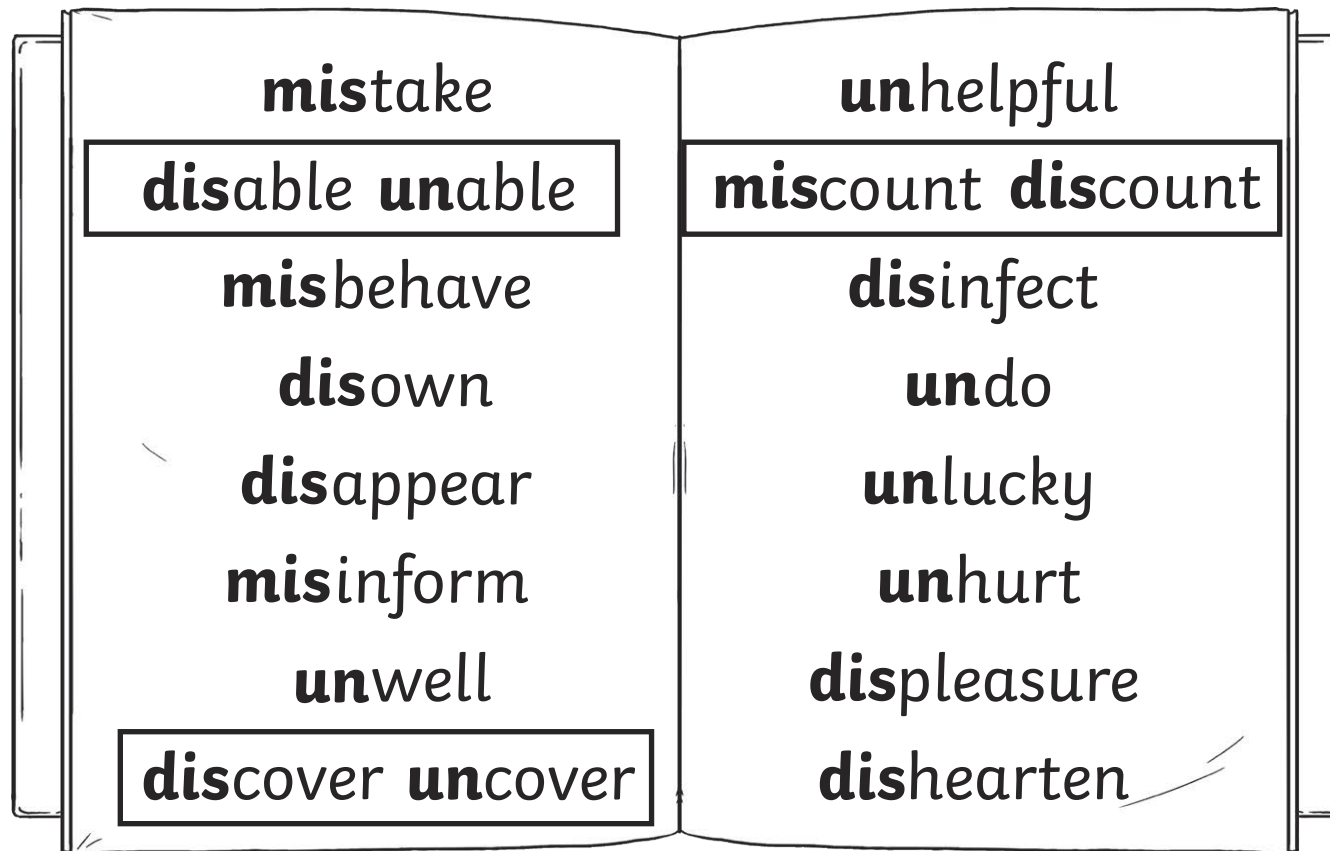 mistake
disable unable
misbehave
disown
disappear
misinform
unwell
discover uncover
unhelpful
miscount discount
disinfect
undo
unlucky
unhurt
displeasure
dishearten